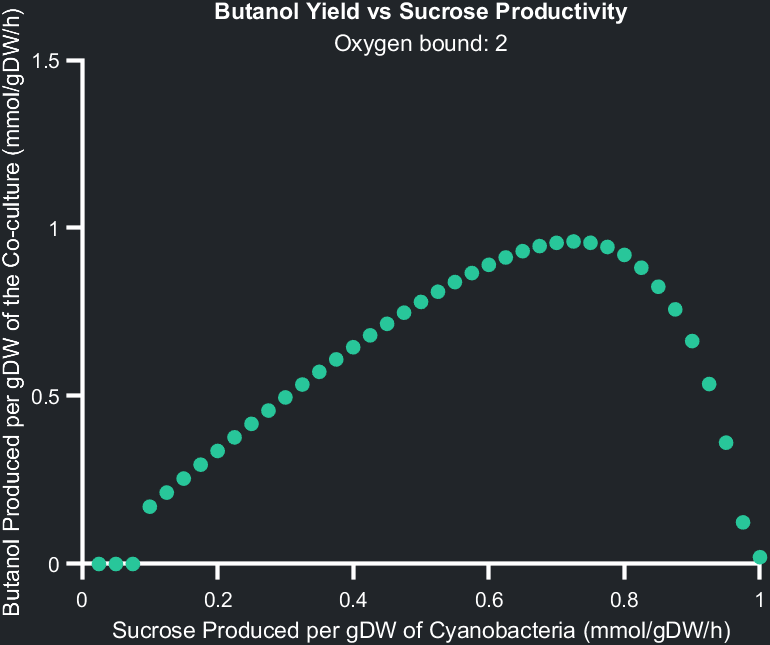 Butanol Yield vs Sucrose Productivity
Oxygen bound: 2
Butanol Produced per gDW of the Co-culture (mmol/gDW/h)
1.5
1
0.5
0
0 0.2 0.4 0.6 0.8 1
Sucrose Produced per gDW of Cyanobacteria (mmol/gDW/h)